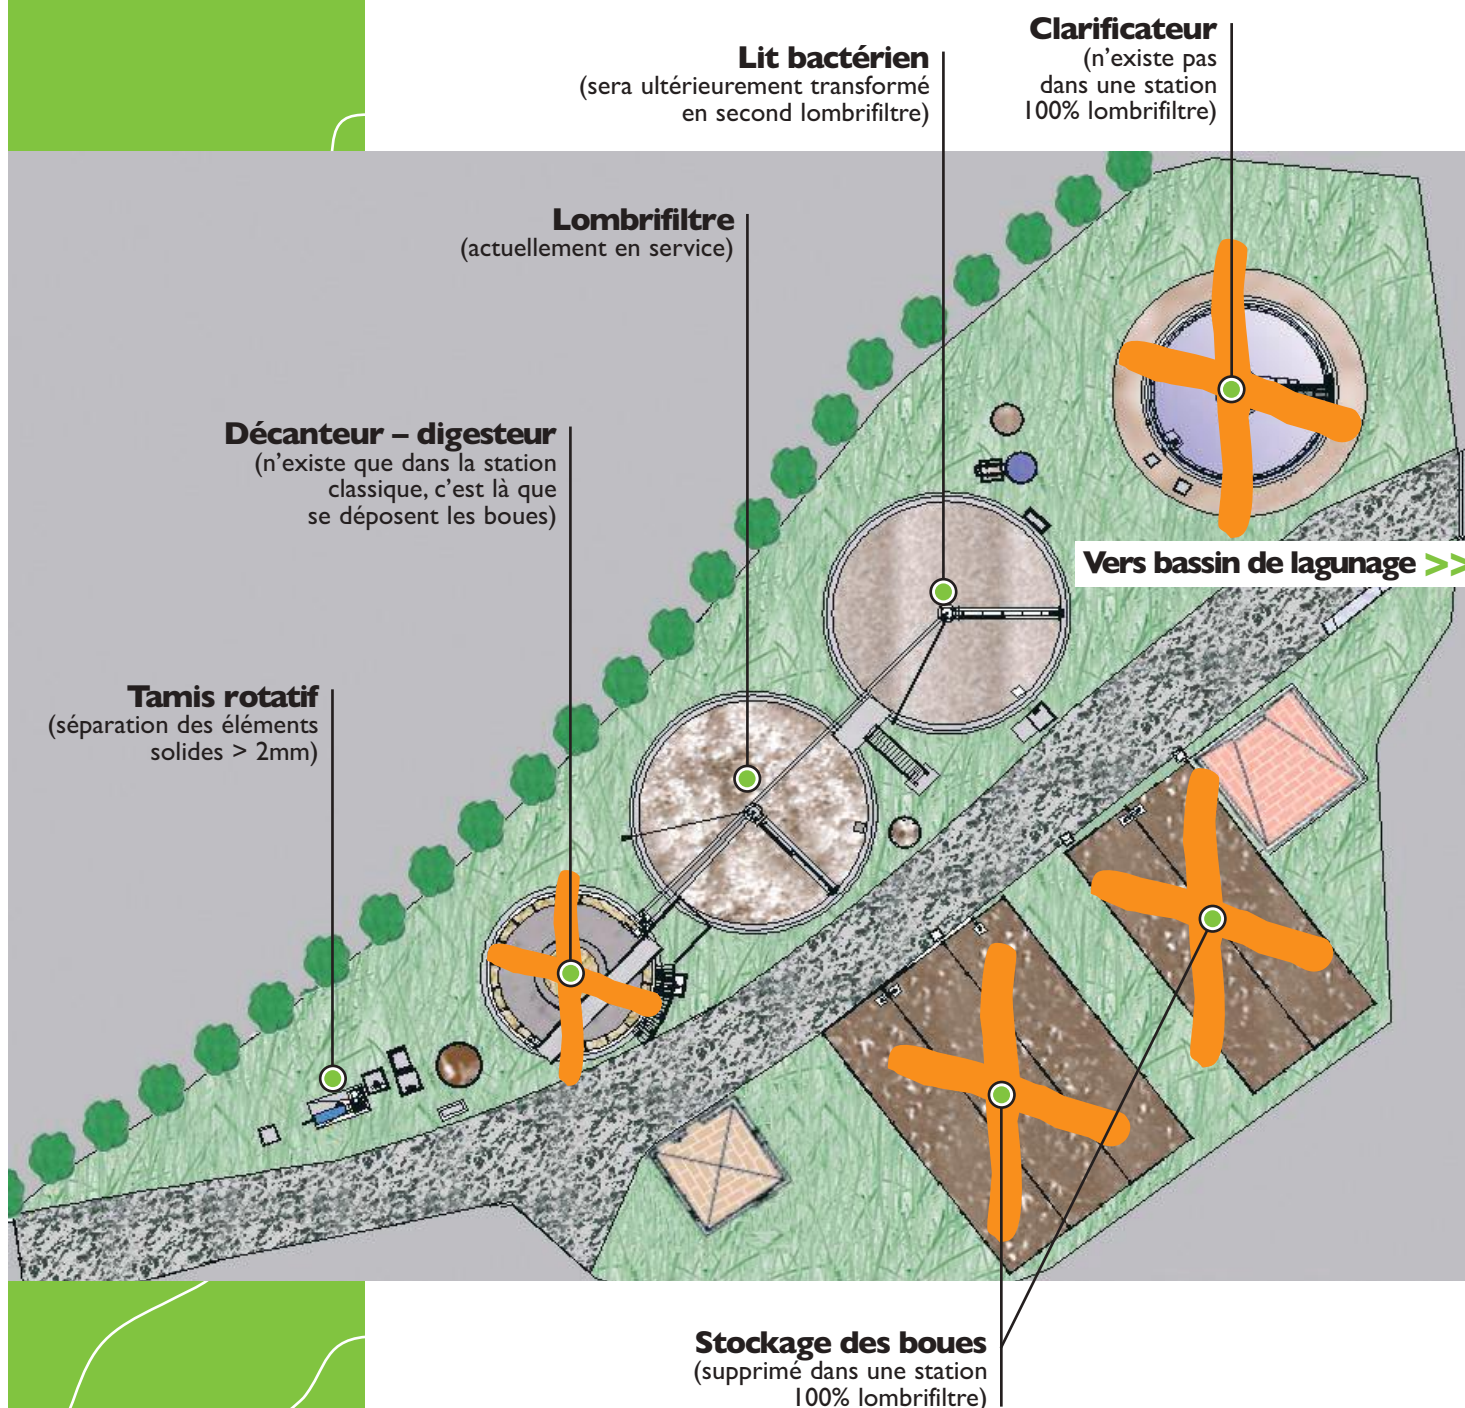 Clarificateur
(n'existe pas
dans une station
100% lombrifiltre)
Lit bactérien
(sera ultérieurement transformé
en second lombrifiltre)
Lombrifiltre
(actuellement en service)
Décanteur – digesteur
(n'existe que dans la station
classique, c'est là que
se déposent les boues)
Vers bassin de lagunage >>
Tamis rotatif
(séparation des éléments
solides > 2mm)
Stockage des boues
(supprimé dans une station
100% lombrifiltre)